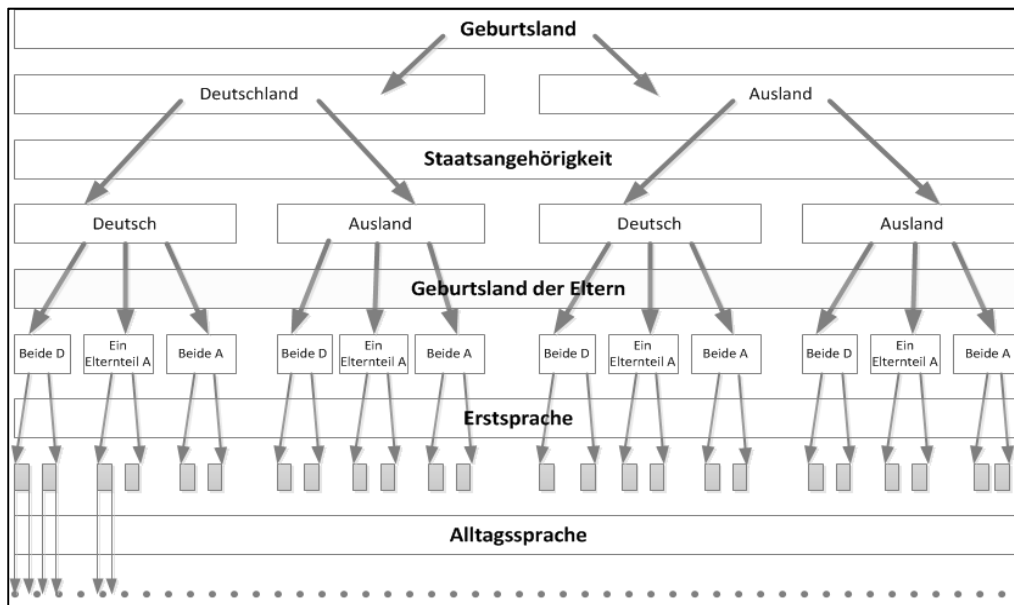 Geburtsland
Deutschland
Ausland
Staatsangehörigkeit
Deutsch
Ausland
Deutsch
Ausland
Geburtsland der Eltern
Beide D
Ein
Elternteil A
Beide A
Beide D
Ein
Elternteil A
Beide A
Beide D
Ein
Elternteil A
Beide A
Beide D
Ein
Elternteil A
Beide A
Erstsprache
Alltagssprache